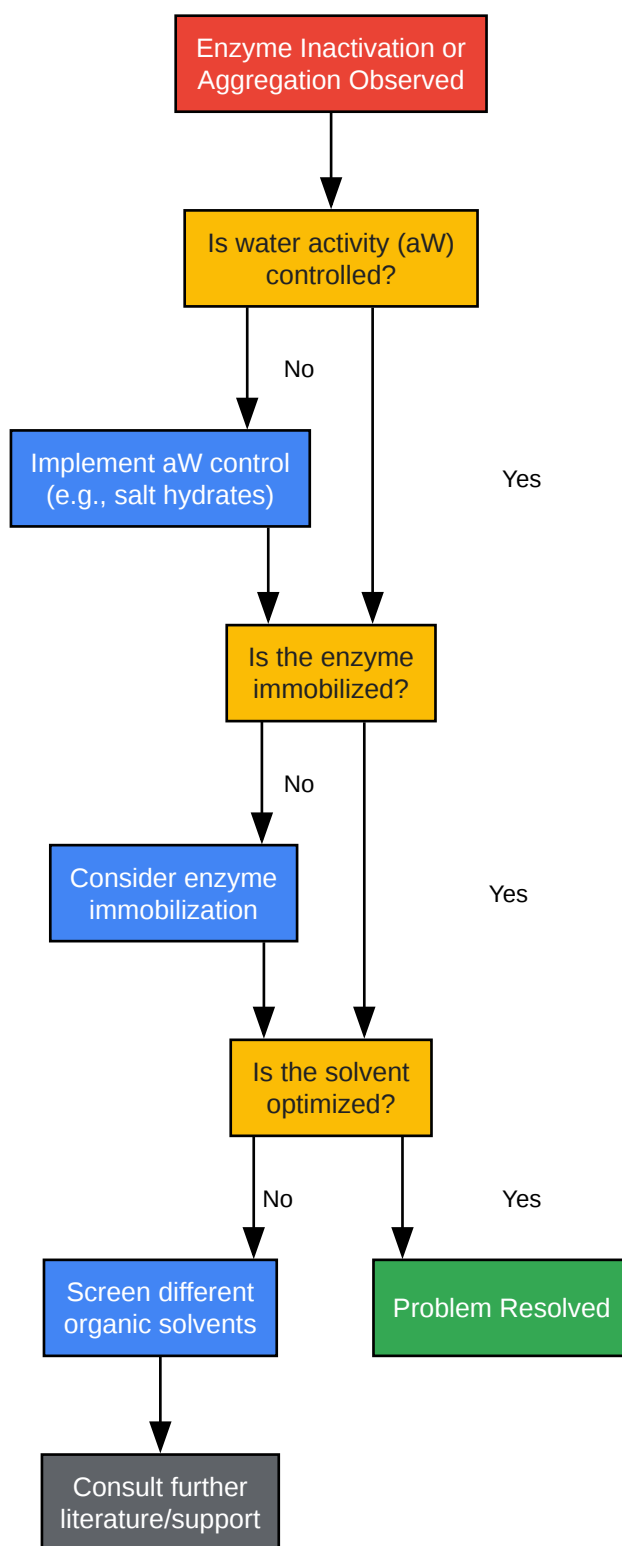 Enzyme Inactivation or
Aggregation Observed
Is water activity (aW)
controlled?
No
Implement aW control
(e.g., salt hydrates)
Yes
Is the enzyme
immobilized?
No
Consider enzyme
immobilization
Yes
Is the solvent
optimized?
No
Yes
Screen different
organic solvents
Problem Resolved
Consult further
literature/support